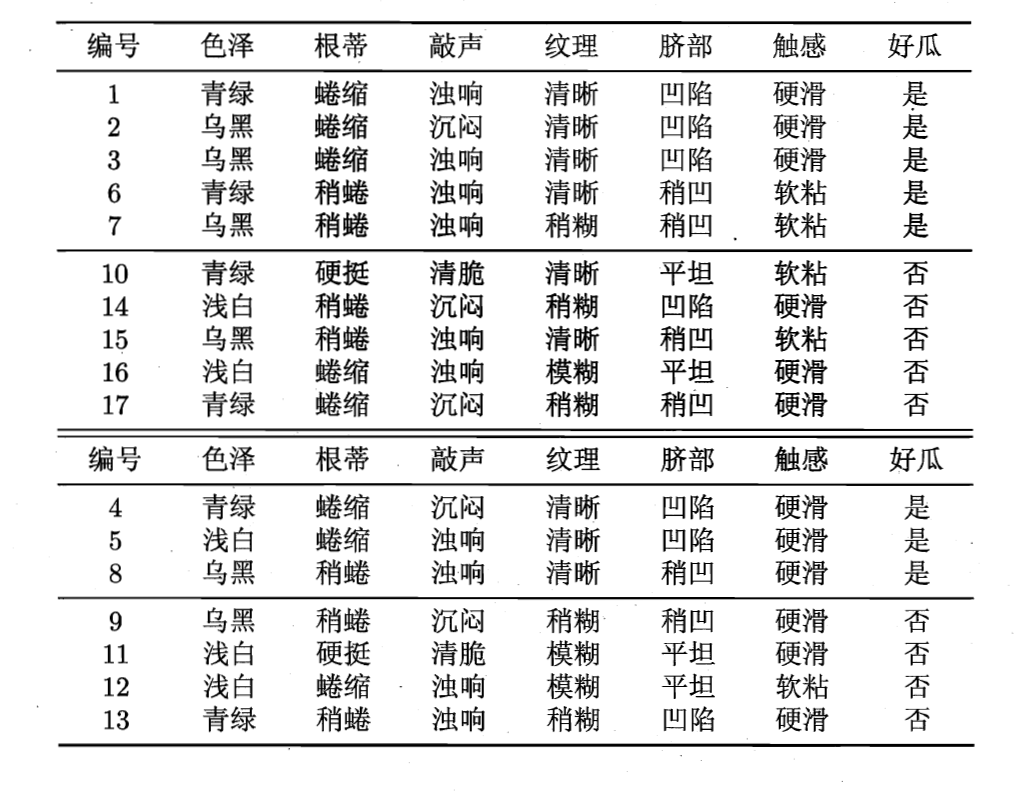 编号 色泽 根蒂 敲声 纹理 脐部 触感 好瓜
1 青绿 蜷缩 浊响 清晰 凹陷 硬滑 是
2 乌黑 蜷缩 沉闷 清晰 凹陷 硬滑 是
3 乌黑 蜷缩 浊响 清晰 凹陷 硬滑 是
6 青绿 稍蜷 浊响 清晰 稍凹 软粘 是
7 乌黑 稍蜷 浊响 稍糊 稍凹 软粘 是
10 青绿 硬挺 清脆 清晰 平坦 软粘 否
14 浅白 稍蜷 沉闷 稍糊 凹陷 硬滑 否
15 乌黑 稍蜷 浊响 清晰 稍凹 软粘 否
16 浅白 蜷缩 浊响 模糊 平坦 硬滑 否
17 青绿 蜷缩 沉闷 稍糊 稍凹 硬滑 否
编号 色泽 根蒂 敲声 纹理 脐部 触感 好瓜
4 青绿 蜷缩 沉闷 清晰 凹陷 硬滑 是
5 浅白 蜷缩 浊响 清晰 凹陷 硬滑 是
8 乌黑 稍蜷 浊响 清晰 稍凹 硬滑 是
9 乌黑 稍蜷 沉闷 稍糊 稍凹 硬滑 否
11 浅白 硬挺 清脆 模糊 平坦 硬滑 否
12 浅白 蜷缩 浊响 模糊 平坦 软粘 否
13 青绿 稍蜷 浊响 稍糊 凹陷 硬滑 否